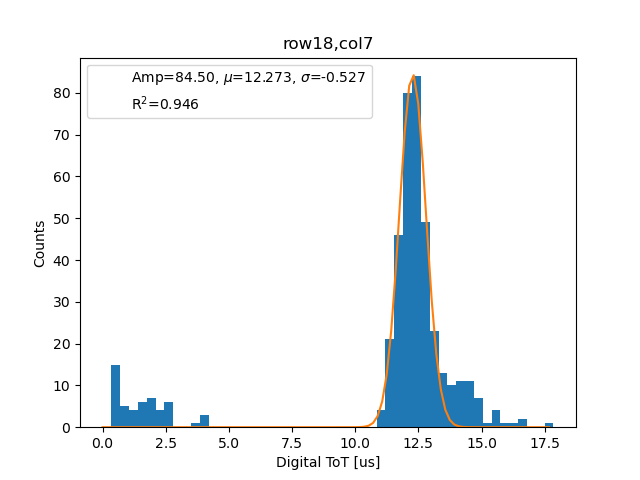 row18,col7
Amp=84.50, μ=12.273, σ=-0.527
R²=0.946
80
70
60
50
40
30
20
10
0
Counts
0.0 2.5 5.0 7.5 10.0 12.5 15.0 17.5
Digital ToT [us]